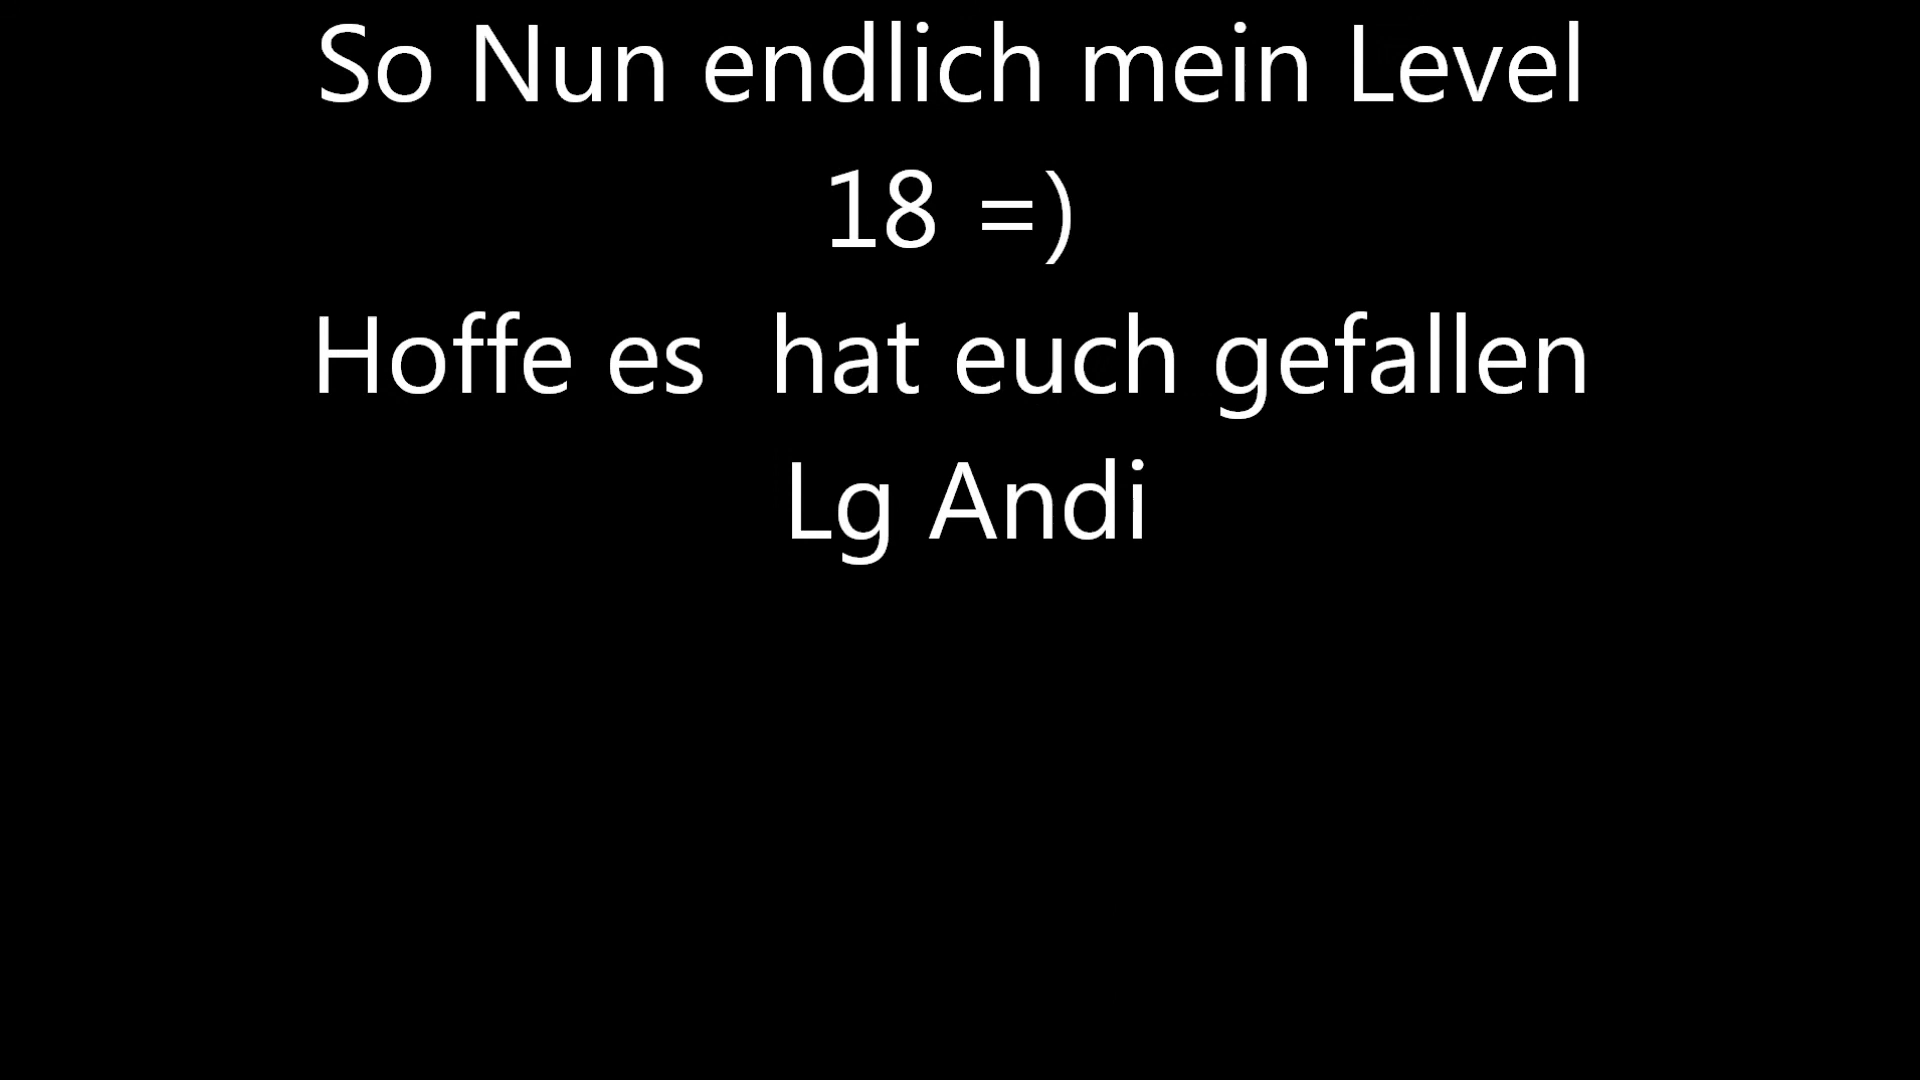 So Nun endlich mein Level
18 =)
Hoffe es  hat euch gefallen
Lg Andi